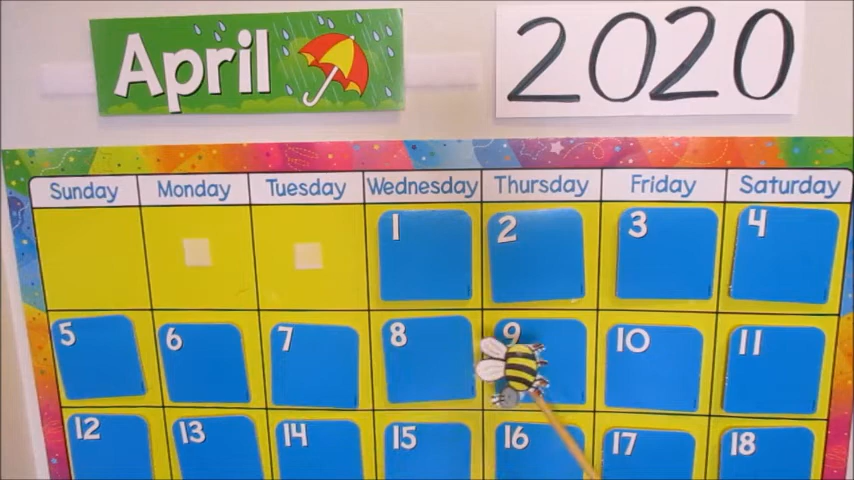 April
2020
Sunday Monday Tuesday Wednesday Thursday Friday Saturday
1 2 3 4
5 6 7 8 9 10 11
12 13 14 15 16 17 18